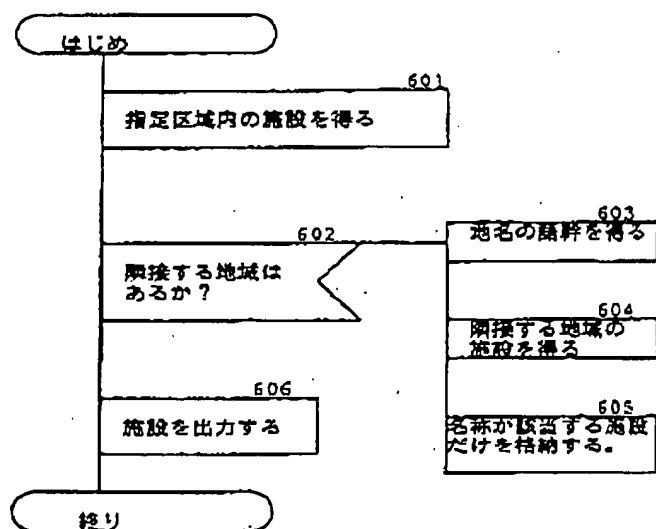 はじめ
601
指定区域内の施設を得る
602
隣接する地域は
あるか?
603
地名の語幹を得る
604
隣接する地域の
施設を得る
605
名称が該当する施設
だけを格納する。
606
施設を出力する
終り